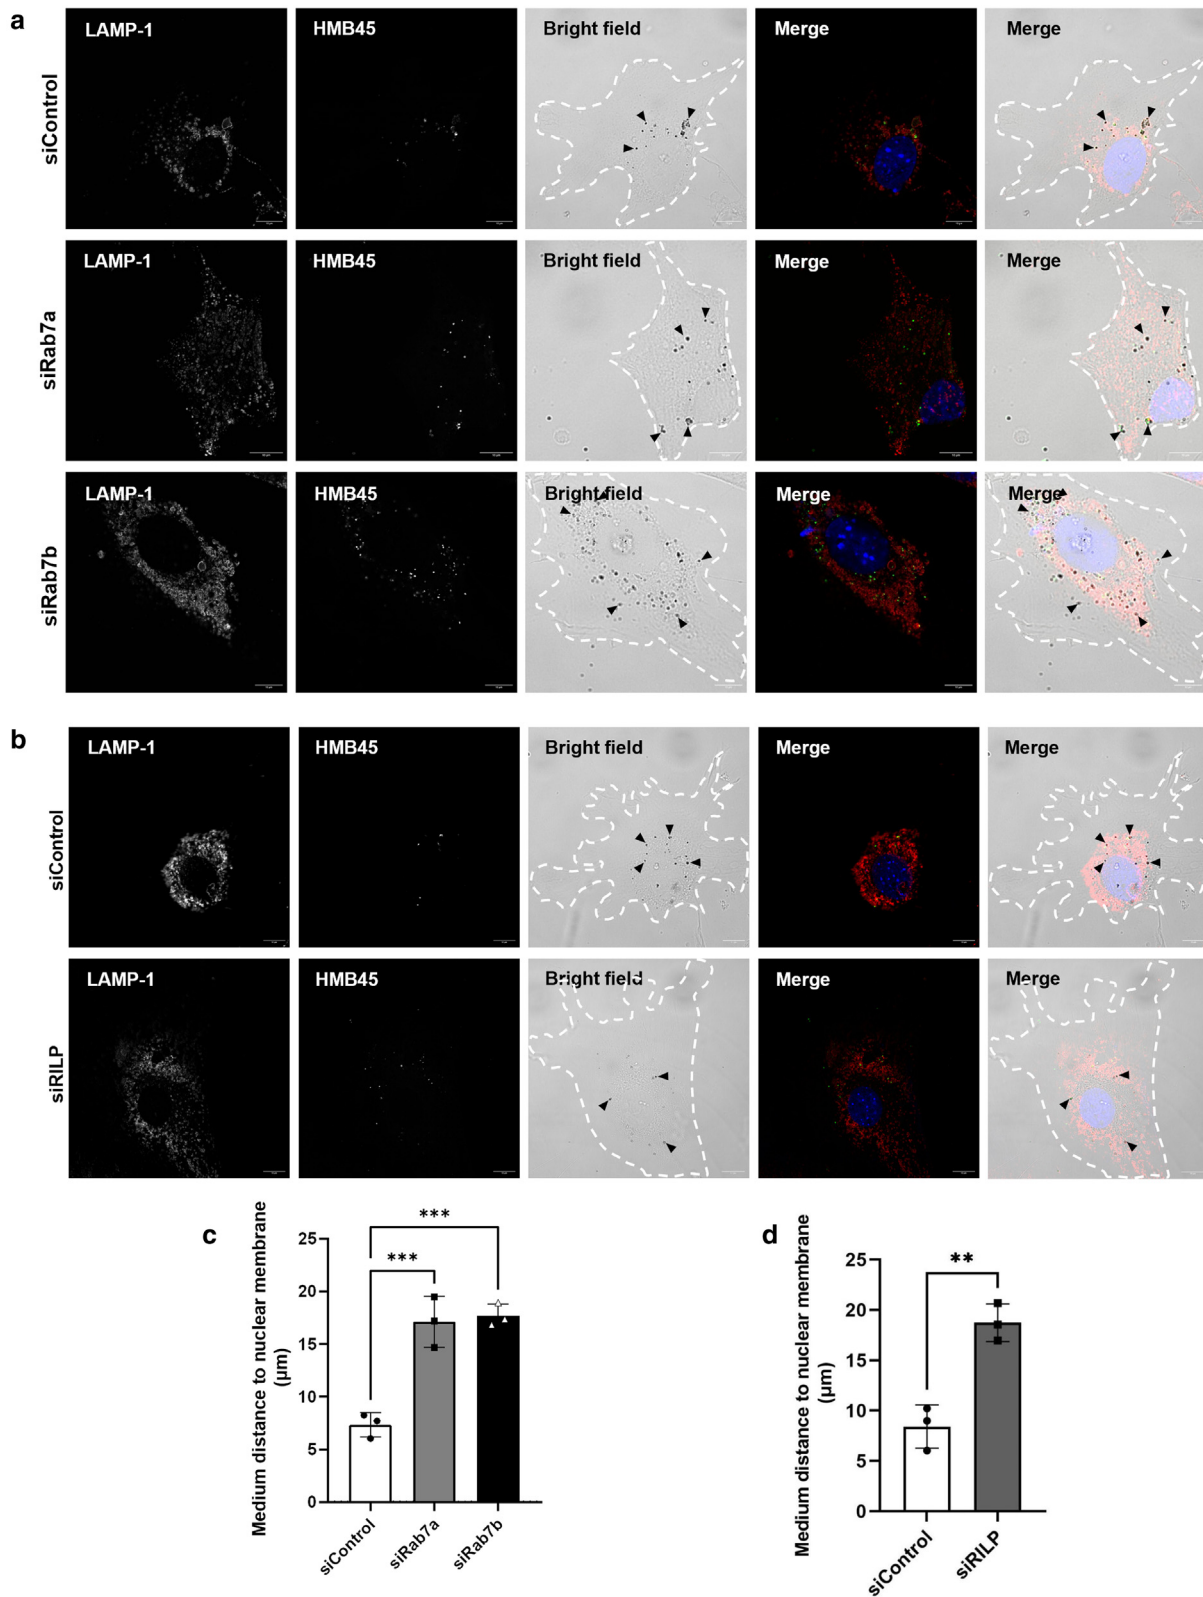 a
LAMP-1 HMB45 Bright field Merge Merge
siControl
LAMP-1 HMB45 Bright field Merge Merge
siRab7a
LAMP-1 HMB45 Bright field Merge Merge
siRab7b
b
LAMP-1 HMB45 Bright field Merge Merge
siControl
LAMP-1 HMB45 Bright field Merge Merge
siRILP
c
Medium distance to nuclear membrane
(µm)
25
20
15
10
5
0
***
***
siControl
siRab7a
siRab7b
d
Medium distance to nuclear membrane
(µm)
25
20
15
10
5
0
**
siControl
siRILP